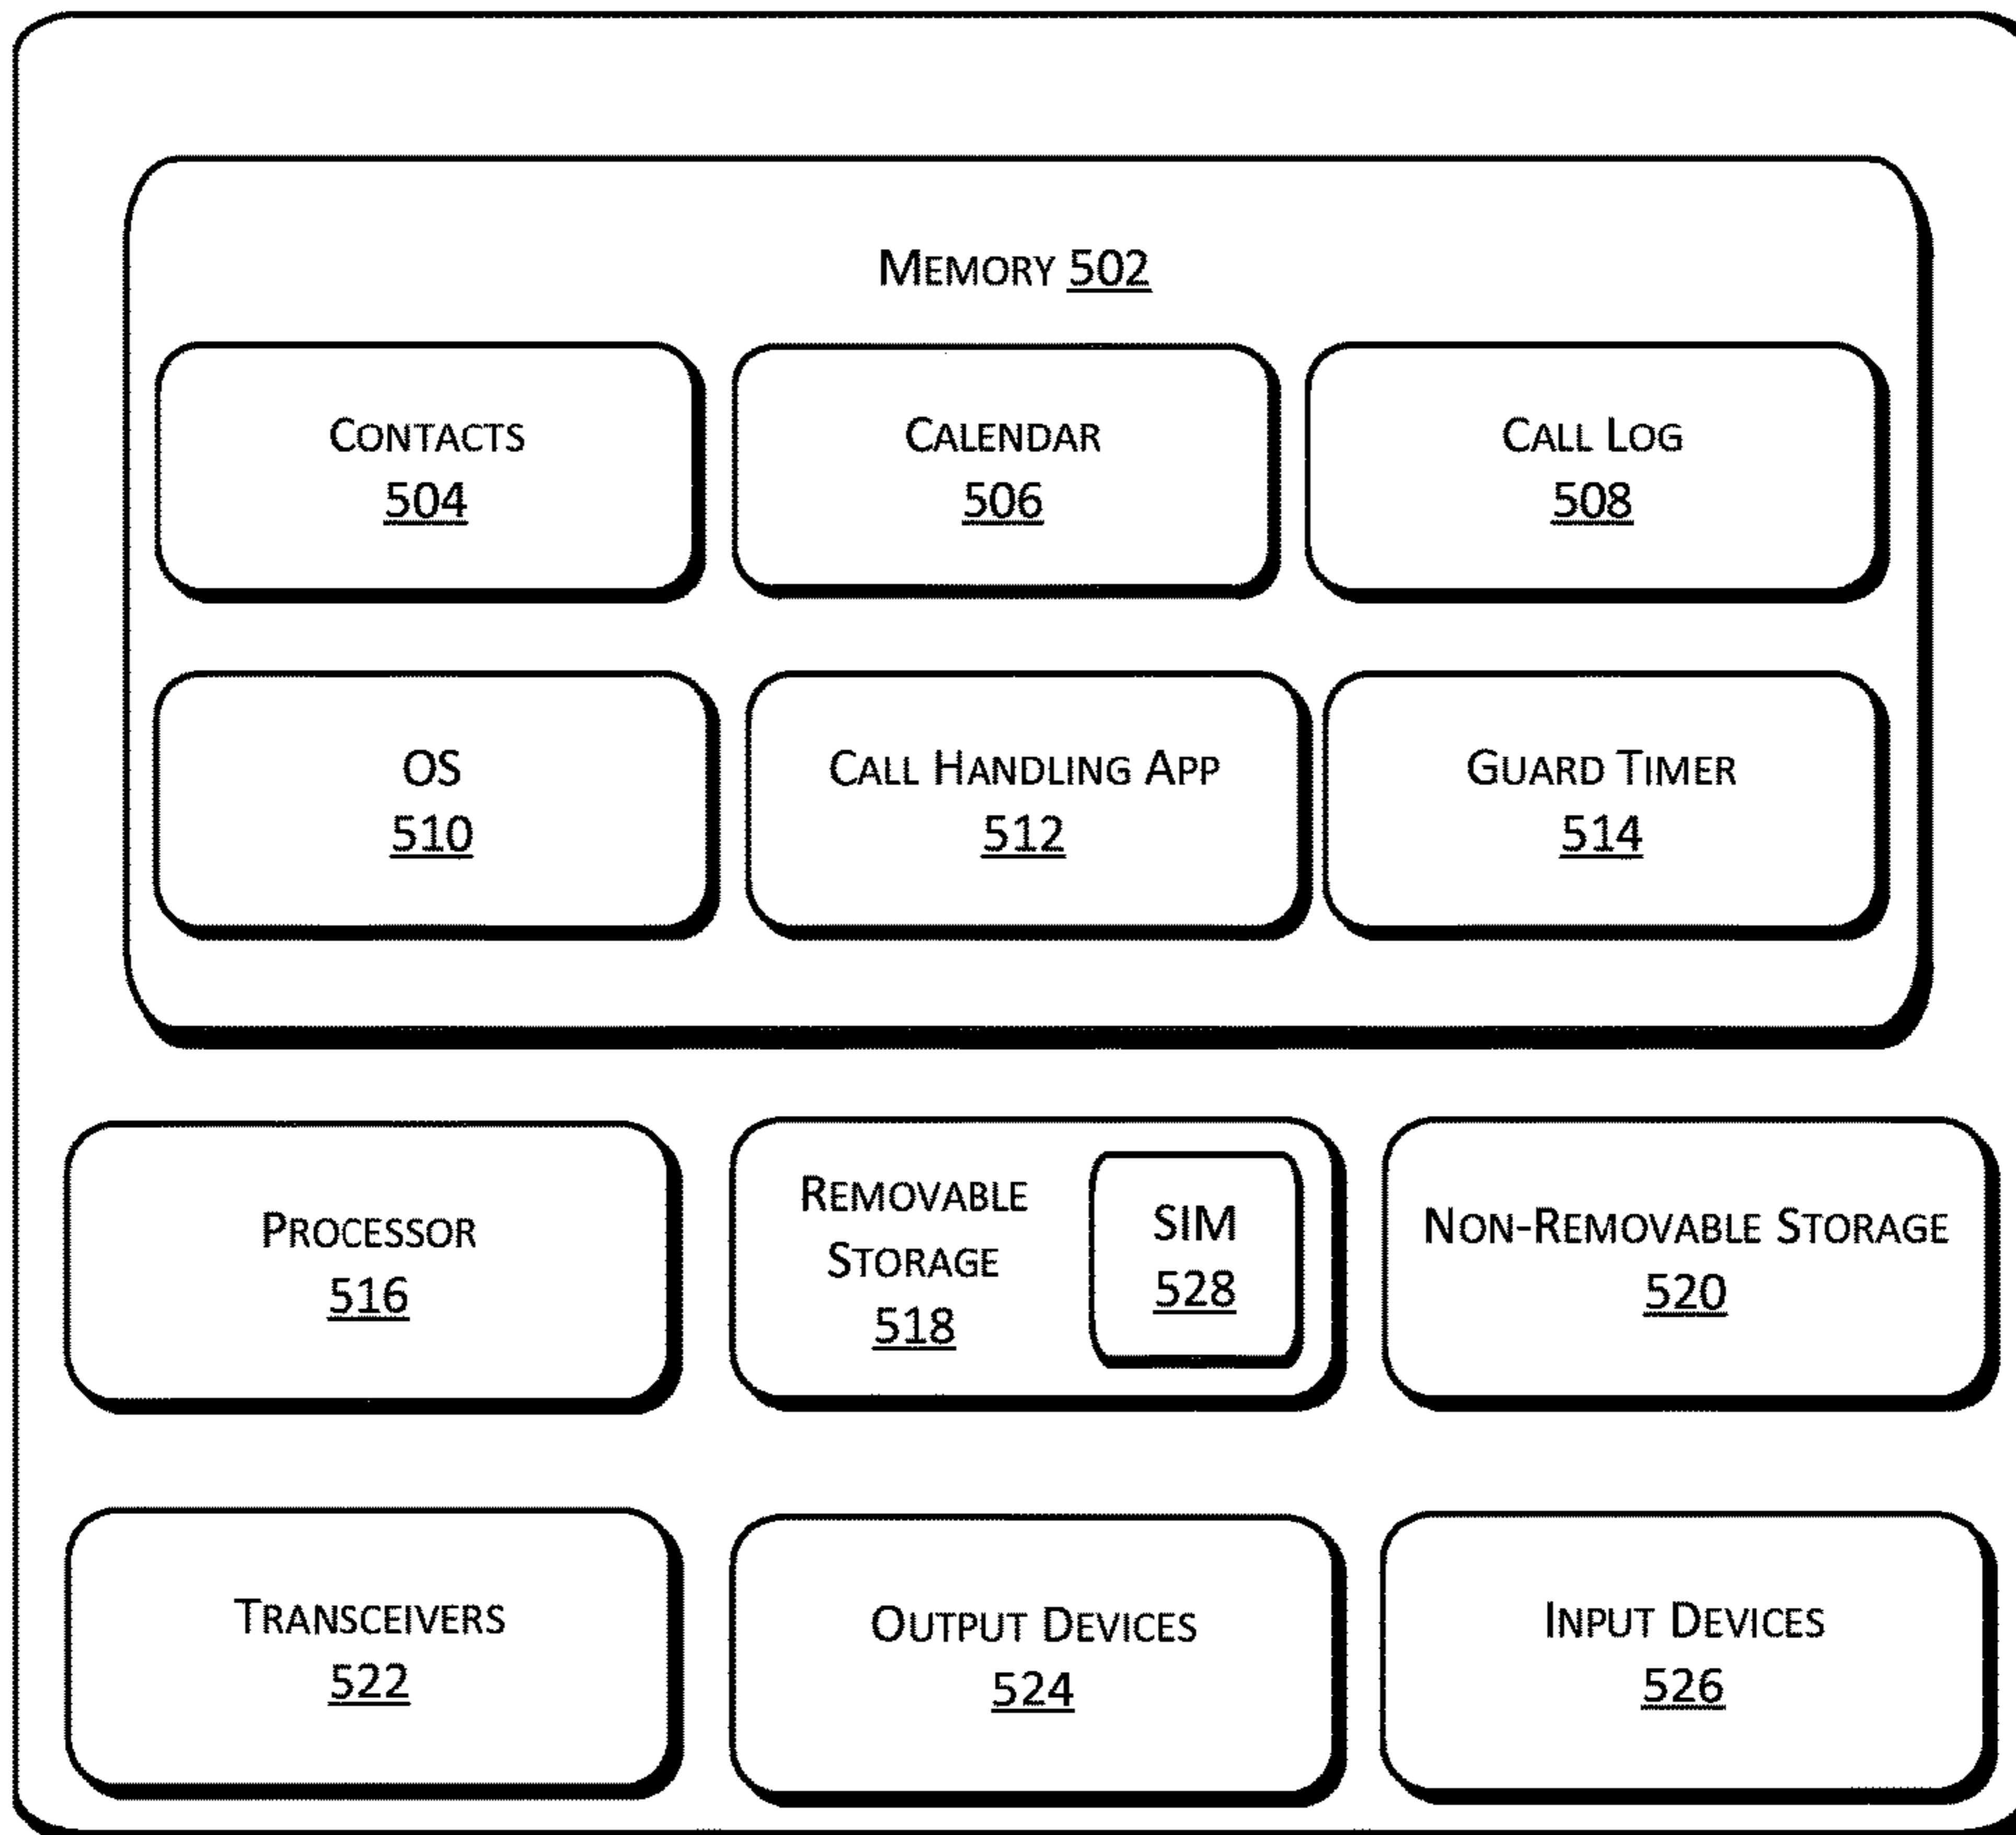 MEMORY 502
CONTACTS
504
CALENDAR
506
CALL LOG
508
OS
510
CALL HANDLING APP
512
GUARD TIMER
514
PROCESSOR
516
REMOVABLE
STORAGE
518
SIM
528
NON-REMOVABLE STORAGE
520
TRANSCEIVERS
522
OUTPUT DEVICES
524
INPUT DEVICES
526